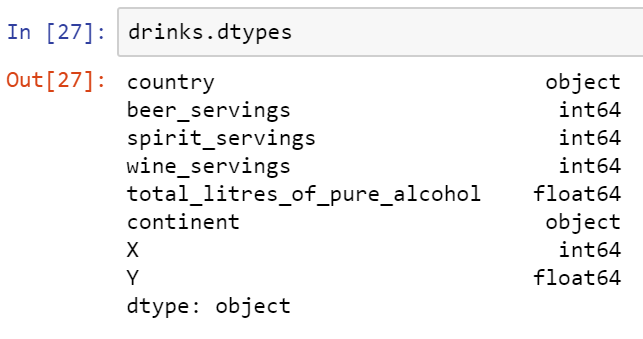 In [27]: drinks.dtypes
Out[27]: country object
beer_servings int64
spirit_servings int64
wine_servings int64
total_litres_of_pure_alcohol float64
continent object
X int64
Y float64
dtype: object